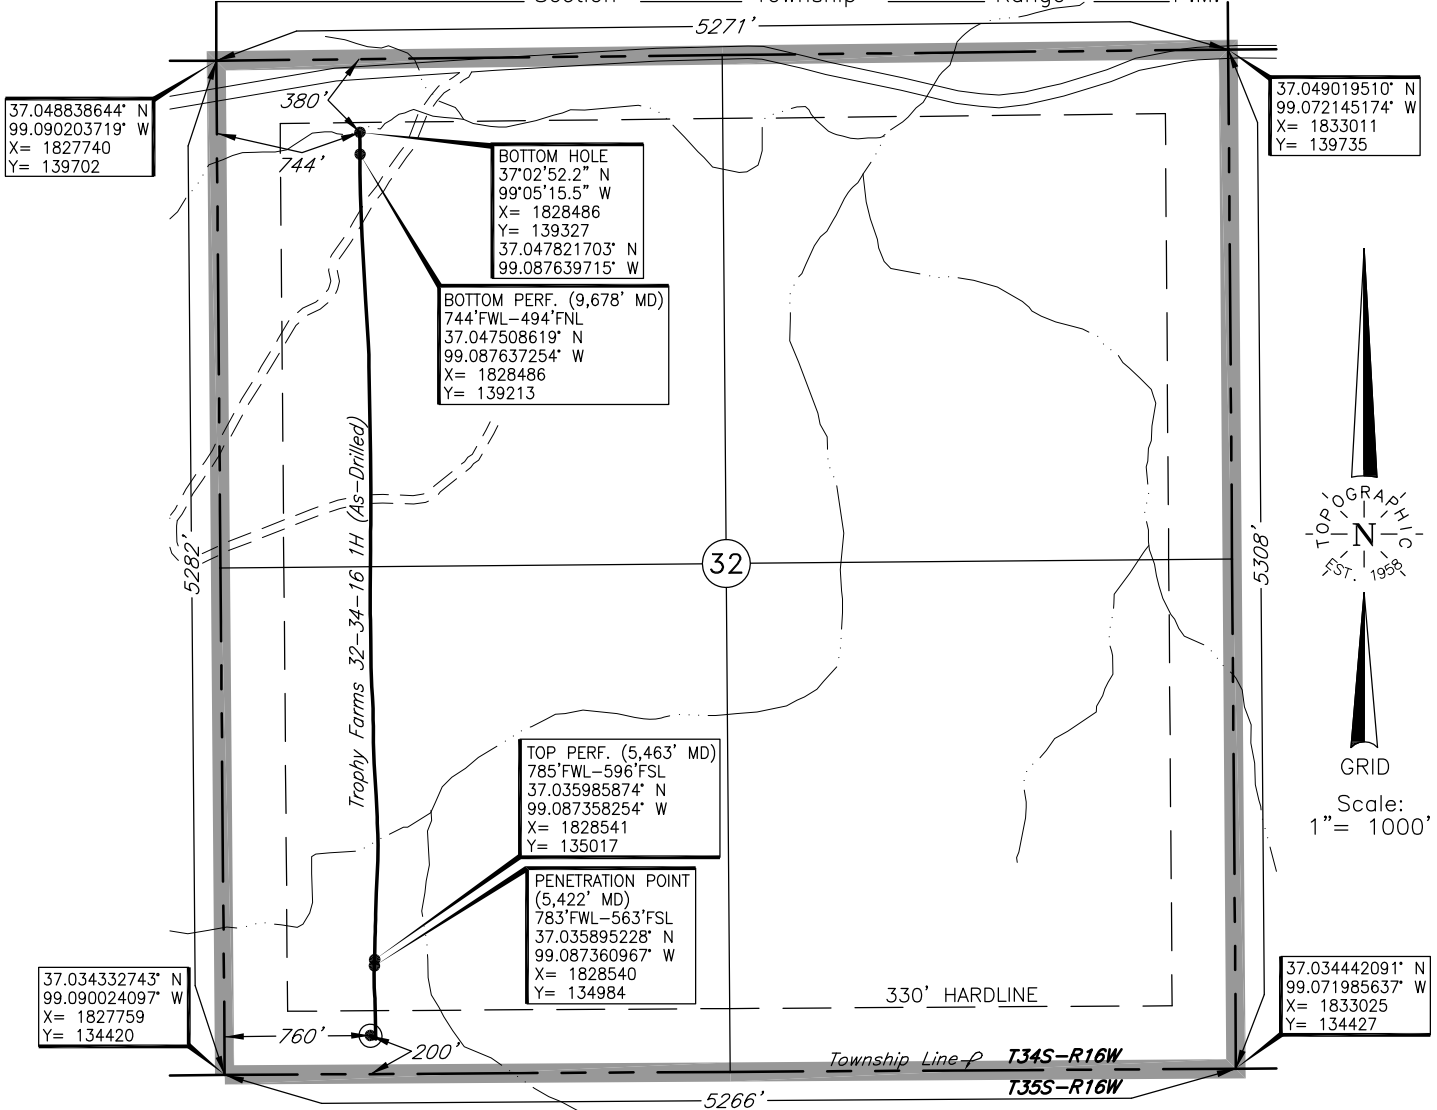 Section Township Range P.M.
5271'
37.048838644° N
99.090203719° W
X= 1827740
Y= 139702
37.049019510° N
99.072145174° W
X= 1833011
Y= 139735
380'
744'
BOTTOM HOLE
37°02'52.2" N
99°05'15.5" W
X= 1828486
Y= 139327
37.047821703° N
99.087639715° W
BOTTOM PERF. (9,678' MD)
744'FWL-494'FNL
37.047508619° N
99.087637254° W
X= 1828486
Y= 139213
Trophy Farms 32-34-16 1H (As-Drilled)
5282'
32
5308'
TOPOGRAPHIC
N
EST. 1958
GRID
Scale:
1"= 1000'
TOP PERF. (5,463' MD)
785'FWL-596'FSL
37.035985874° N
99.087358254° W
X= 1828541
Y= 135017
PENETRATION POINT
(5,422' MD)
783'FWL-563'FSL
37.035895228° N
99.087360967° W
X= 1828540
Y= 134984
37.034332743° N
99.090024097° W
X= 1827759
Y= 134420
37.034442091° N
99.071985637° W
X= 1833025
Y= 134427
330' HARDLINE
760'
200'
Township Line T34S-R16W
T35S-R16W
5266'